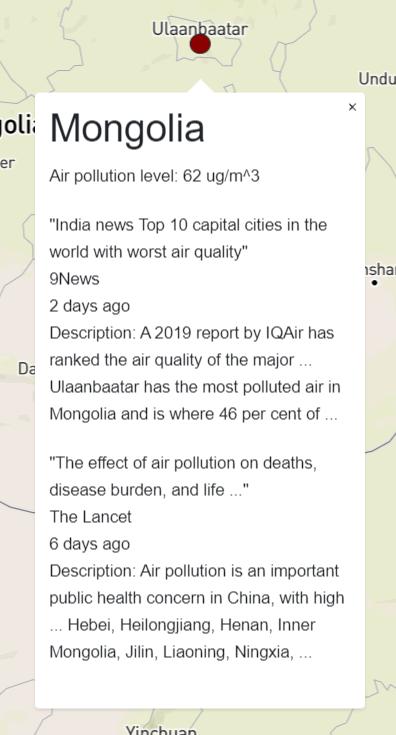 Ulaanbaatar
Undu
×
Mongolia
Air pollution level: 62 ug/m^3
"India news Top 10 capital cities in the
world with worst air quality"
9News
2 days ago
Description: A 2019 report by IQAir has
ranked the air quality of the major ...
Ulaanbaatar has the most polluted air in
Mongolia and is where 46 per cent of ...
"The effect of air pollution on deaths,
disease burden, and life ..."
The Lancet
6 days ago
Description: Air pollution is an important
public health concern in China, with high
... Hebei, Heilongjiang, Henan, Inner
Mongolia, Jilin, Liaoning, Ningxia, ...
golia
er
nsha
Da
Yinchuan